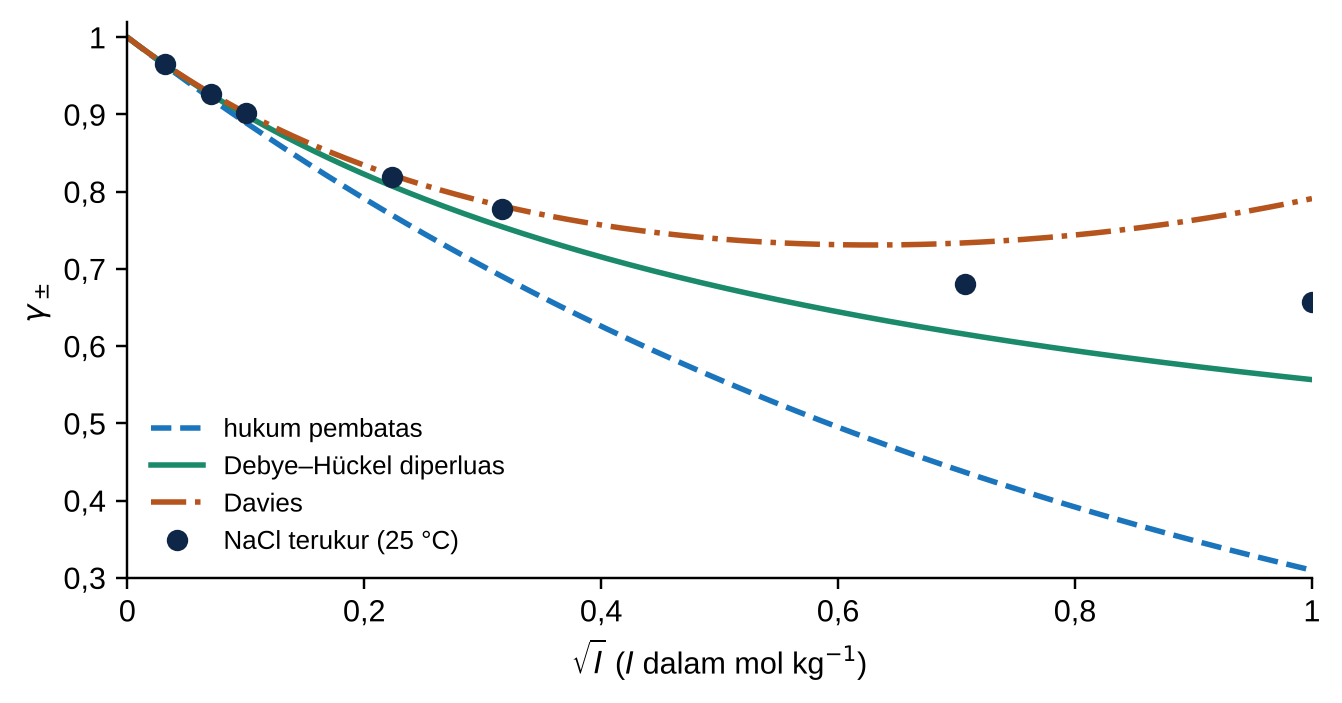 1
0,9
0,8
0,7
0,6
0,5
0,4
0,3
γ±
hukum pembatas
Debye–Hückel diperluas
Davies
NaCl terukur (25 °C)
0 0,2 0,4 0,6 0,8 1
√I (I dalam mol kg⁻¹)